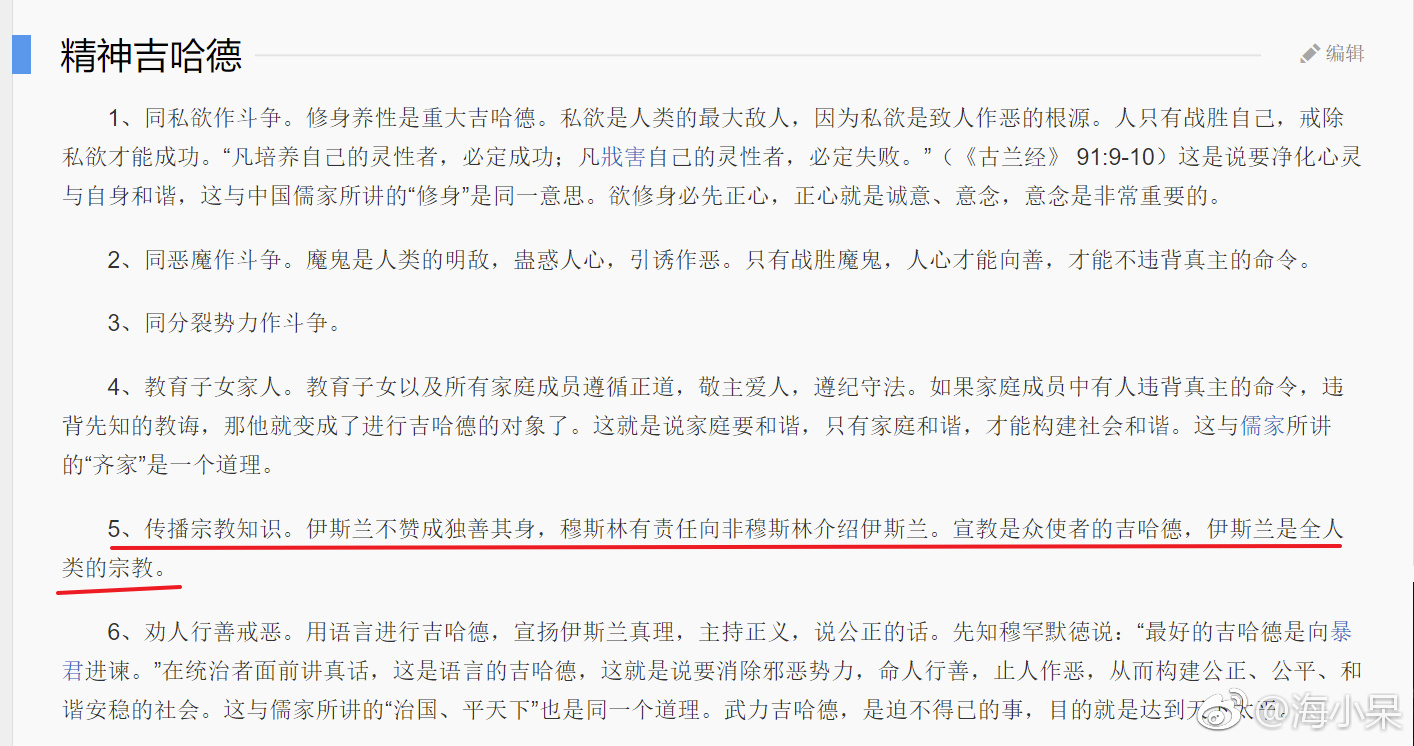 精神吉哈德
编辑
1、同私欲作斗争。修身养性是重大吉哈德。私欲是人类的最大敌人，因为私欲是致人作恶的根源。人只有战胜自己，戒除
私欲才能成功。“凡培养自己的灵性者，必定成功；凡戕害自己的灵性者，必定失败。”（《古兰经》 91:9-10）这是说要净化心灵
与自身和谐，这与中国儒家所讲的“修身”是同一意思。欲修身必先正心，正心就是诚意、意念，意念是非常重要的。
2、同恶魔作斗争。魔鬼是人类的明敌，蛊惑人心，引诱作恶。只有战胜魔鬼，人心才能向善，才能不违背真主的命令。
3、同分裂势力作斗争。
4、教育子女家人。教育子女以及所有家庭成员遵循正道，敬主爱人，遵纪守法。如果家庭成员中有人违背真主的命令，违
背先知的教诲，那他就变成了进行吉哈德的对象了。这就是说家庭要和谐，只有家庭和谐，才能构建社会和谐。这与儒家所讲
的“齐家”是一个道理。
5、传播宗教知识。伊斯兰不赞成独善其身，穆斯林有责任向非穆斯林介绍伊斯兰。宣教是众使者的吉哈德，伊斯兰是全人
类的宗教。
6、劝人行善戒恶。用语言进行吉哈德，宣扬伊斯兰真理，主持正义，说公正的话。先知穆罕默德说：“最好的吉哈德是向暴
君进谏。”在统治者面前讲真话，这是语言的吉哈德，这就是说要消除邪恶势力，命人行善，止人作恶，从而构建公正、公平、和
谐安稳的社会。这与儒家所讲的“治国、平天下”也是同一个道理。武力吉哈德，是迫不得已的事，目的就是达到天
@海小呆